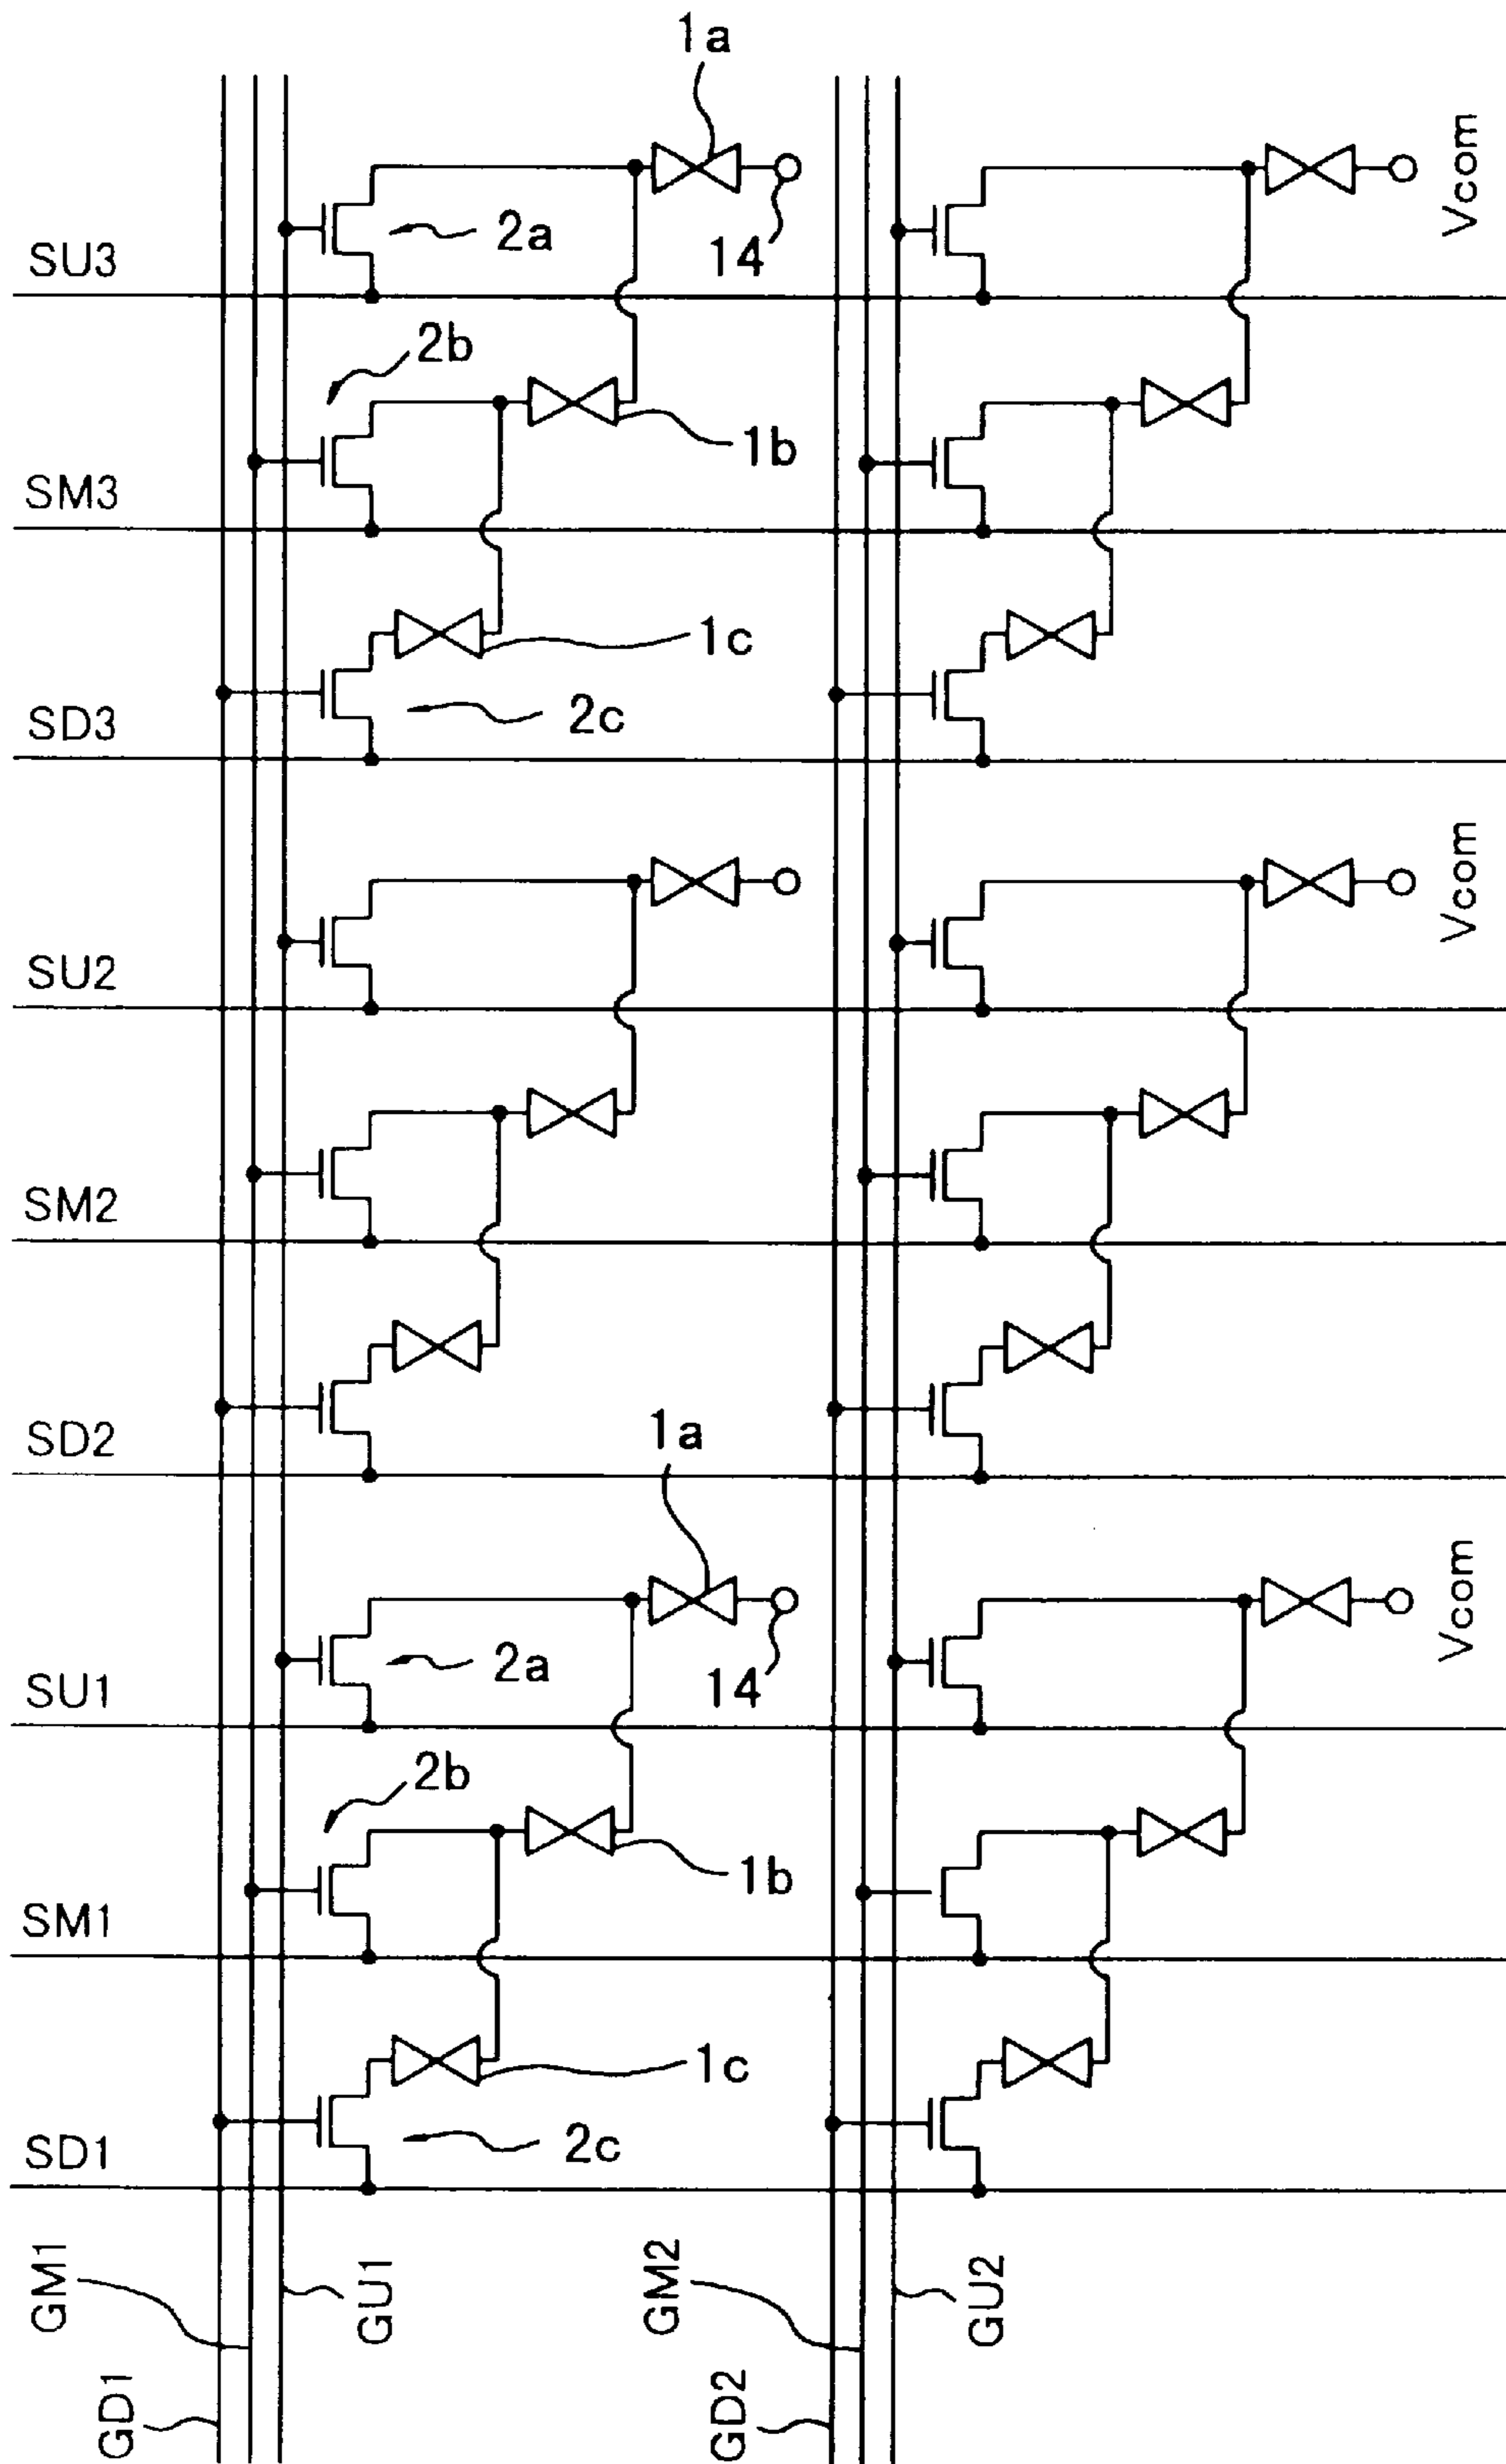 1a
SU3
2a
14
Vcom
2b
SM3
1b
1c
SD3
2c
SU2
Vcom
SM2
SD2
1a
SU1
2a
14
Vcom
2b
SM1
1b
1c
SD1
2c
GM1
GU1
GM2
GU2
GD1
GD2